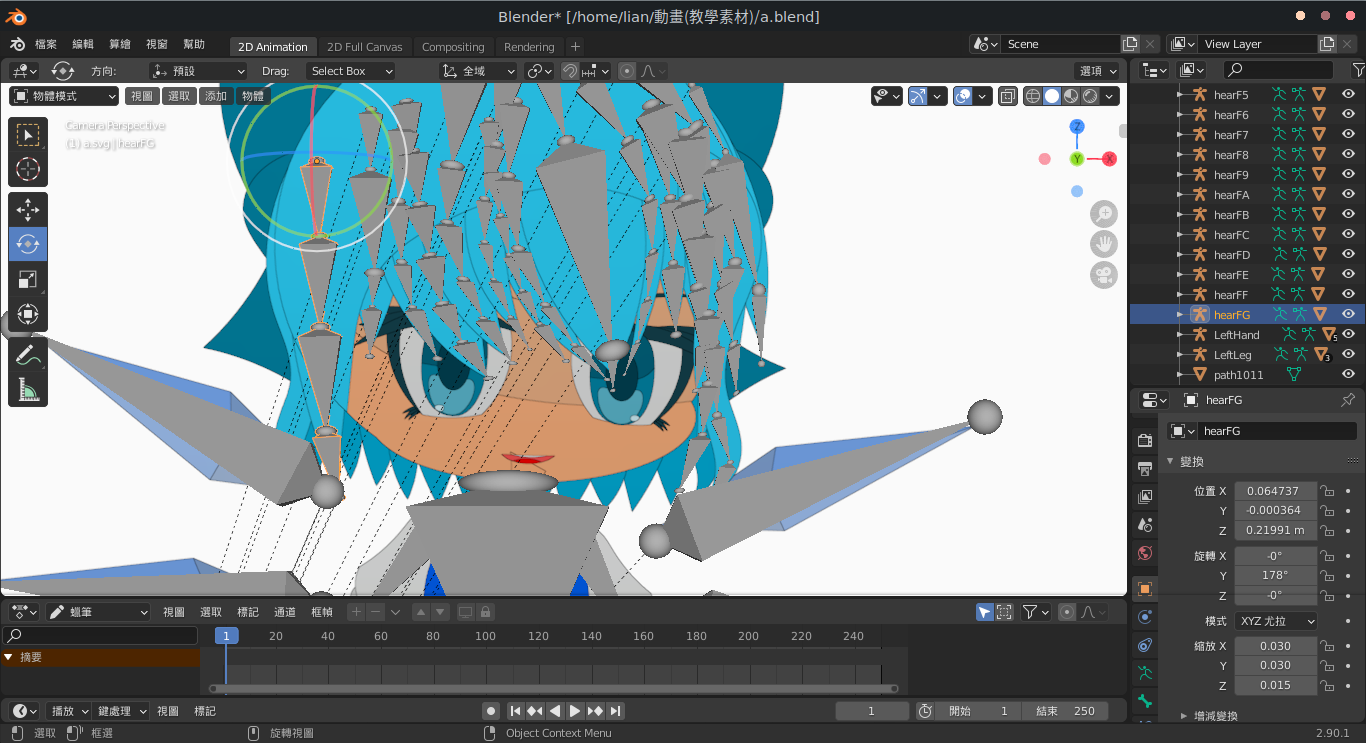 Blender* [/home/lian/動畫(教學素材)/a.blend]
檔案 編輯 算繪 視窗 幫助 2D Animation 2D Full Canvas Compositing Rendering + Scene View Layer
方向: 預設 Drag: Select Box 全域 選項
物體模式 視圖 選取 添加 物體
Camera Perspective
(1) a.svg | hearFG
Z
Y
X
hearF5
hearF6
hearF7
hearF8
hearF9
hearFA
hearFB
hearFC
hearFD
hearFE
hearFF
hearFG
LeftHand 5
LeftLeg 3
path1011
hearFG
hearFG
變換
位置 X 0.064737
Y -0.000364
Z 0.21991 m
旋轉 X -0°
Y 178°
Z -0°
模式 XYZ 尤拉
縮放 X 0.030
Y 0.030
Z 0.015
增減變換
蠟筆 視圖 選取 標記 通道 框幀
1 20 40 60 80 100 120 140 160 180 200 220 240
摘要
播放 鍵處理 視圖 標記 1 開始 1 結束 250
選取 框選 旋轉視圖 Object Context Menu 2.90.1